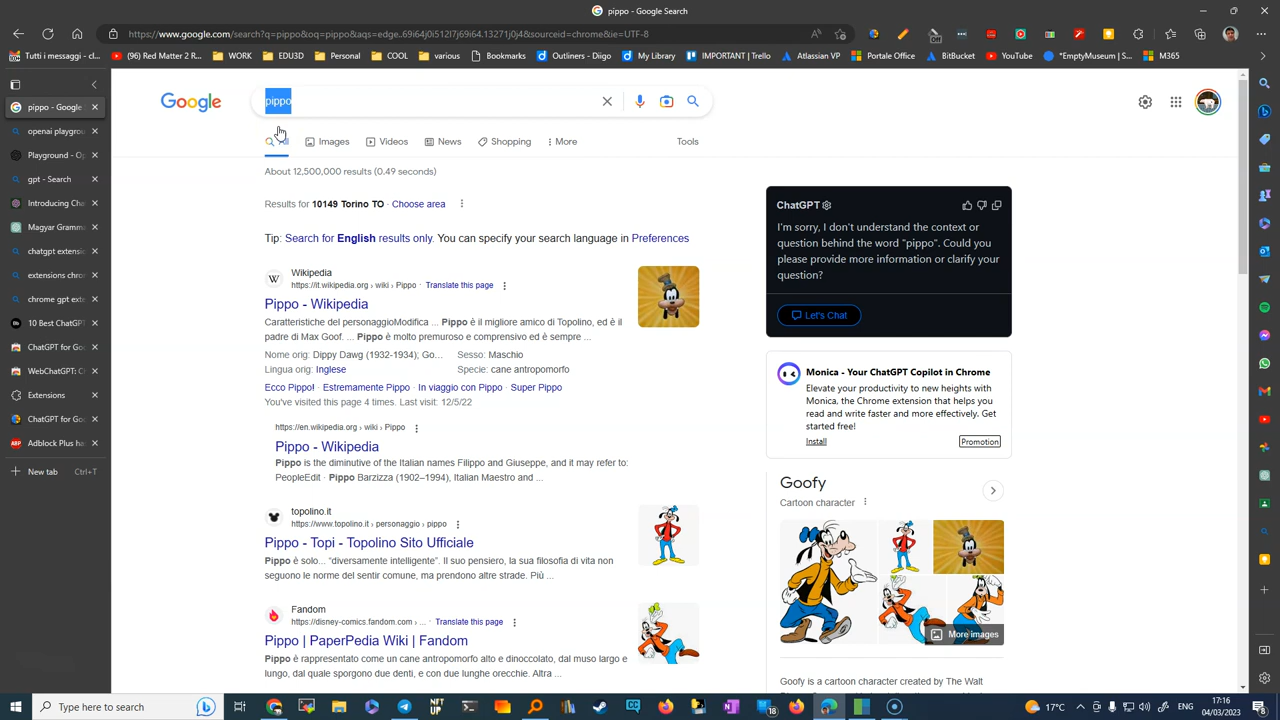 pippo - Google Search
https://www.google.com/search?q=pippo&oq=pippo&aqs=edge..69i64j0i512l7j69i64.13271j0j4&sourceid=chrome&ie=UTF-8
Tutti i messaggi - cl...
(96) Red Matter 2 R...
WORK
EDU3D
Personal
COOL
various
Bookmarks
Outliners - Diigo
My Library
IMPORTANT | Trello
Atlassian VP
Portale Office
BitBucket
YouTube
*EmptyMuseum | S...
M365
pippo - Google
openai playgroun
Playground - Op
gpt - Search
Introducing Cha
Magyar Gramma
chatgpt extensi
extensions chro
chrome gpt exte
10 Best ChatGPT
ChatGPT for Goo
WebChatGPT: C
Extensions
ChatGPT for Goo
Adblock Plus ha
New tab Ctrl+T
Google
pippo
All
Images
Videos
News
Shopping
More
Tools
About 12,500,000 results (0.49 seconds)
Results for 10149 Torino TO · Choose area
Tip: Search for English results only. You can specify your search language in Preferences
Wikipedia
https://it.wikipedia.org › wiki › Pippo · Translate this page
Pippo - Wikipedia
Caratteristiche del personaggioModifica ... Pippo è il migliore amico di Topolino, ed è il
padre di Max Goof. ... Pippo è molto premuroso e comprensivo ed è sempre ...
Nome orig: Dippy Dawg (1932-1934); Go... Sesso: Maschio
Lingua orig: Inglese Specie: cane antropomorfo
Ecco Pippo! · Estremamente Pippo · In viaggio con Pippo · Super Pippo
You've visited this page 4 times. Last visit: 12/5/22
https://en.wikipedia.org › wiki › Pippo
Pippo - Wikipedia
Pippo is the diminutive of the Italian names Filippo and Giuseppe, and it may refer to:
PeopleEdit · Pippo Barzizza (1902–1994), Italian Maestro and ...
topolino.it
https://www.topolino.it › personaggio › pippo
Pippo - Topi - Topolino Sito Ufficiale
Pippo è solo... “diversamente intelligente”. Il suo pensiero, la sua filosofia di vita non
seguono le norme del sentir comune, ma prendono altre strade. Più ...
Fandom
https://disney-comics.fandom.com › ... · Translate this page
Pippo | PaperPedia Wiki | Fandom
Pippo è rappresentato come un cane antropomorfo alto e dinoccolato, dal muso largo e
lungo, dal quale sporgono due denti, e con due lunghe orecchie. Altra ...
ChatGPT
I'm sorry, I don't understand the context or
question behind the word "pippo". Could you
please provide more information or clarify your
question?
Let's Chat
Monica - Your ChatGPT Copilot in Chrome
Elevate your productivity to new heights with
Monica, the Chrome extension that helps you
read and write faster and more effectively. Get
started free!
Install Promotion
Goofy
Cartoon character
More images
Goofy is a cartoon character created by The Walt
Type here to search
17°C
17:16
04/03/2023